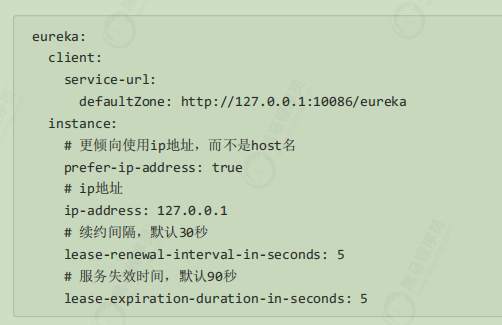 eureka:
  client:
    service-url:
      defaultZone: http://127.0.0.1:10086/eureka
  instance:
    # 更倾向使用ip地址，而不是host名
    prefer-ip-address: true
    # ip地址
    ip-address: 127.0.0.1
    # 续约间隔，默认30秒
    lease-renewal-interval-in-seconds: 5
    # 服务失效时间，默认90秒
    lease-expiration-duration-in-seconds: 5